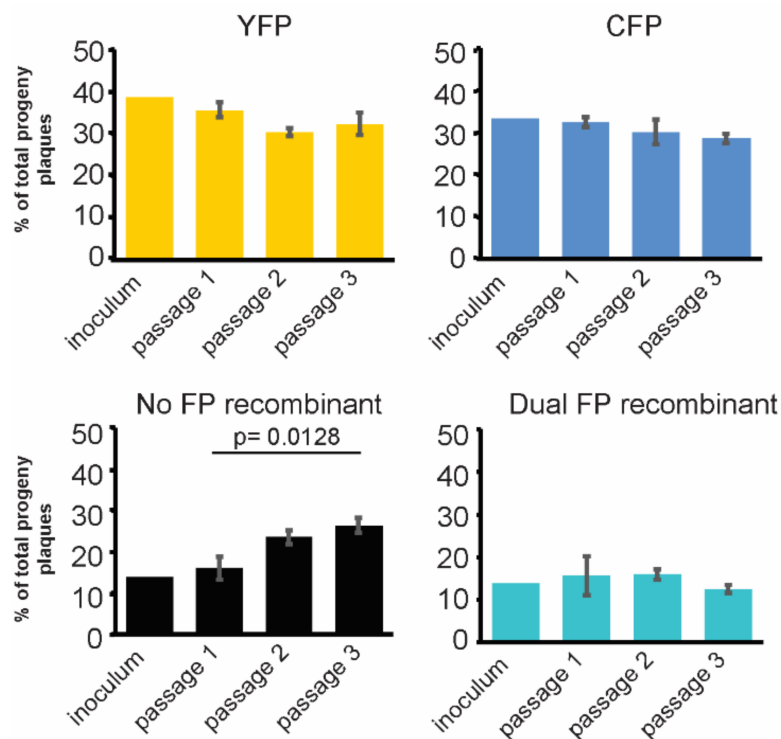 YFP
% of total progeny
plaques
50
40
30
20
10
0
inoculum
passage 1
passage 2
passage 3
CFP
50
40
30
20
10
0
inoculum
passage 1
passage 2
passage 3
No FP recombinant
p= 0.0128
% of total progeny
plaques
50
40
30
20
10
0
inoculum
passage 1
passage 2
passage 3
Dual FP recombinant
50
40
30
20
10
0
inoculum
passage 1
passage 2
passage 3